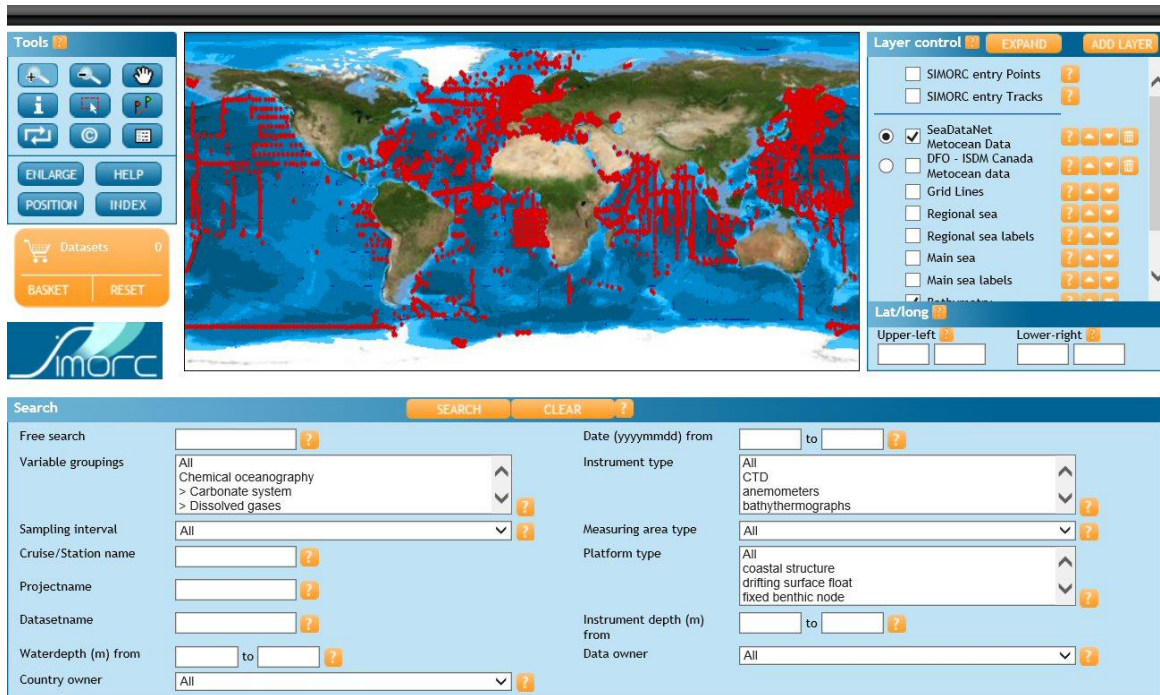 Tools ?
i
P P
©
ENLARGE HELP
POSITION INDEX
Datasets 0
BASKET RESET
Simorc
Layer control ? EXPAND ADD LAYER
SIMORC entry Points ?
SIMORC entry Tracks ?
SeaDataNet
Metocean Data ?
DFO - ISDM Canada
Metocean data ?
Grid Lines ?
Regional sea ?
Regional sea labels ?
Main sea ?
Main sea labels ?
Bathymetry
Lat/long ?
Upper-left ? Lower-right ?
Search SEARCH CLEAR ?
Free search ?
Variable groupings
All
Chemical oceanography
> Carbonate system
> Dissolved gases ?
Sampling interval All ?
Cruise/Station name ?
Projectname ?
Datasetname ?
Waterdepth (m) from to ?
Country owner All ?
Date (yyyymmdd) from to ?
Instrument type
All
CTD
anemometers
bathythermographs ?
Measuring area type All ?
Platform type
All
coastal structure
drifting surface float
fixed benthic node ?
Instrument depth (m)
from to ?
Data owner All ?